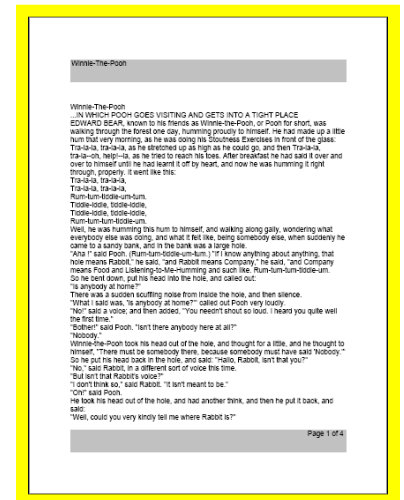 Winnie-The-Pooh
Winnie-The-Pooh
...IN WHICH POOH GOES VISITING AND GETS INTO A TIGHT PLACE
EDWARD BEAR, known to his friends as Winnie-the-Pooh, or Pooh for short, was
walking through the forest one day, humming proudly to himself. He had made up a little
hum that very morning, as he was doing his Stoutness Exercises in front of the glass:
Tra-la-la, tra-la-la, as he stretched up as high as he could go, and then Tra-la-la,
tra-la--oh, help!--la, as he tried to reach his toes. After breakfast he had said it over and
over to himself until he had learnt it off by heart, and now he was humming it right
through, properly. It went like this:
Tra-la-la, tra-la-la,
Tra-la-la, tra-la-la,
Rum-tum-tiddle-um-tum.
Tiddle-iddle, tiddle-iddle,
Tiddle-iddle, tiddle-iddle,
Rum-tum-tum-tiddle-um.
Well, he was humming this hum to himself, and walking along gaily, wondering what
everybody else was doing, and what it felt like, being somebody else, when suddenly he
came to a sandy bank, and in the bank was a large hole.
"Aha !" said Pooh. (Rum-tum-tiddle-um-tum.) "If I know anything about anything, that
hole means Rabbit," he said, "and Rabbit means Company," he said, "and Company
means Food and Listening-to-Me-Humming and such like. Rum-tum-tum-tiddle-um.
So he bent down, put his head into the hole, and called out:
"Is anybody at home?"
There was a sudden scuffling noise from inside the hole, and then silence.
"What I said was, 'Is anybody at home?'" called out Pooh very loudly.
"No!" said a voice; and then added, "You needn't shout so loud. I heard you quite well
the first time."
"Bother!" said Pooh. "Isn't there anybody here at all?"
"Nobody."
Winnie-the-Pooh took his head out of the hole, and thought for a little, and he thought to
himself, "There must be somebody there, because somebody must have said 'Nobody.'"
So he put his head back in the hole, and said: "Hallo, Rabbit, isn't that you?"
"No," said Rabbit, in a different sort of voice this time.
"But isn't that Rabbit's voice?"
"I don't think so," said Rabbit. "It isn't meant to be."
"Oh!" said Pooh.
He took his head out of the hole, and had another think, and then he put it back, and
said:
"Well, could you very kindly tell me where Rabbit is?"
Page 1 of 4